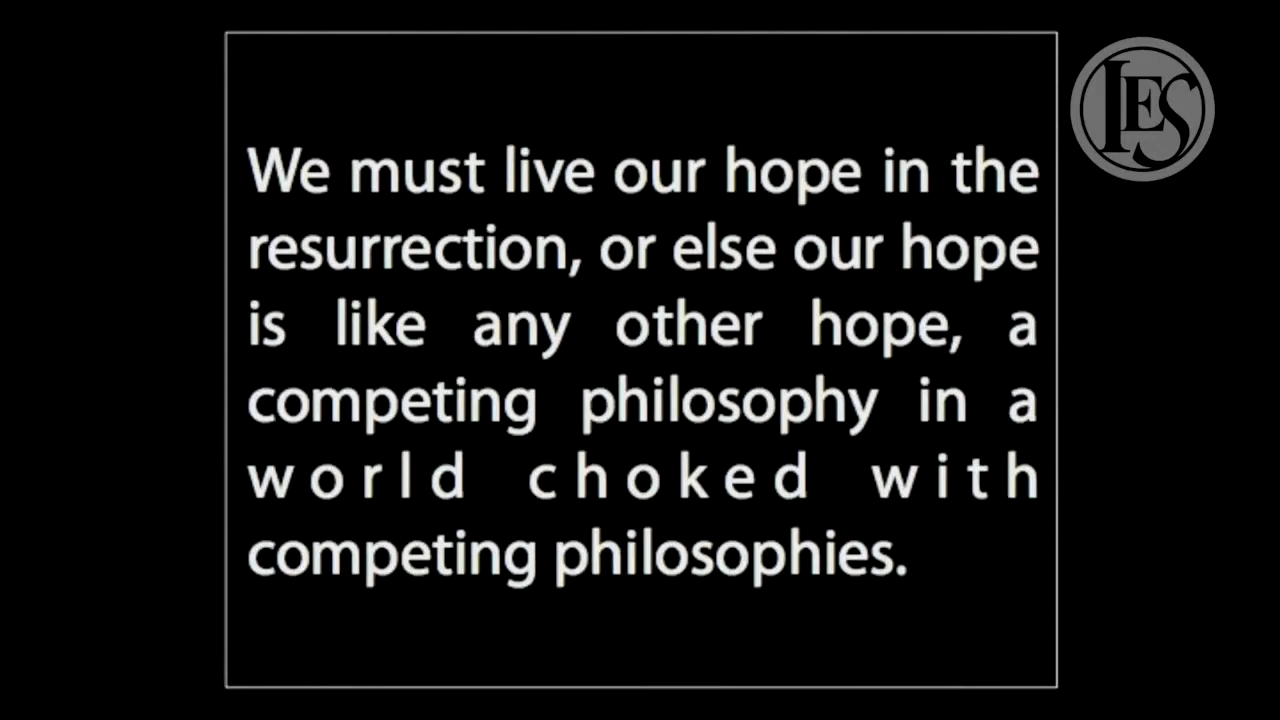 We must live our hope in the
resurrection, or else our hope
is like any other hope, a
competing philosophy in a
world choked with
competing philosophies.
LES